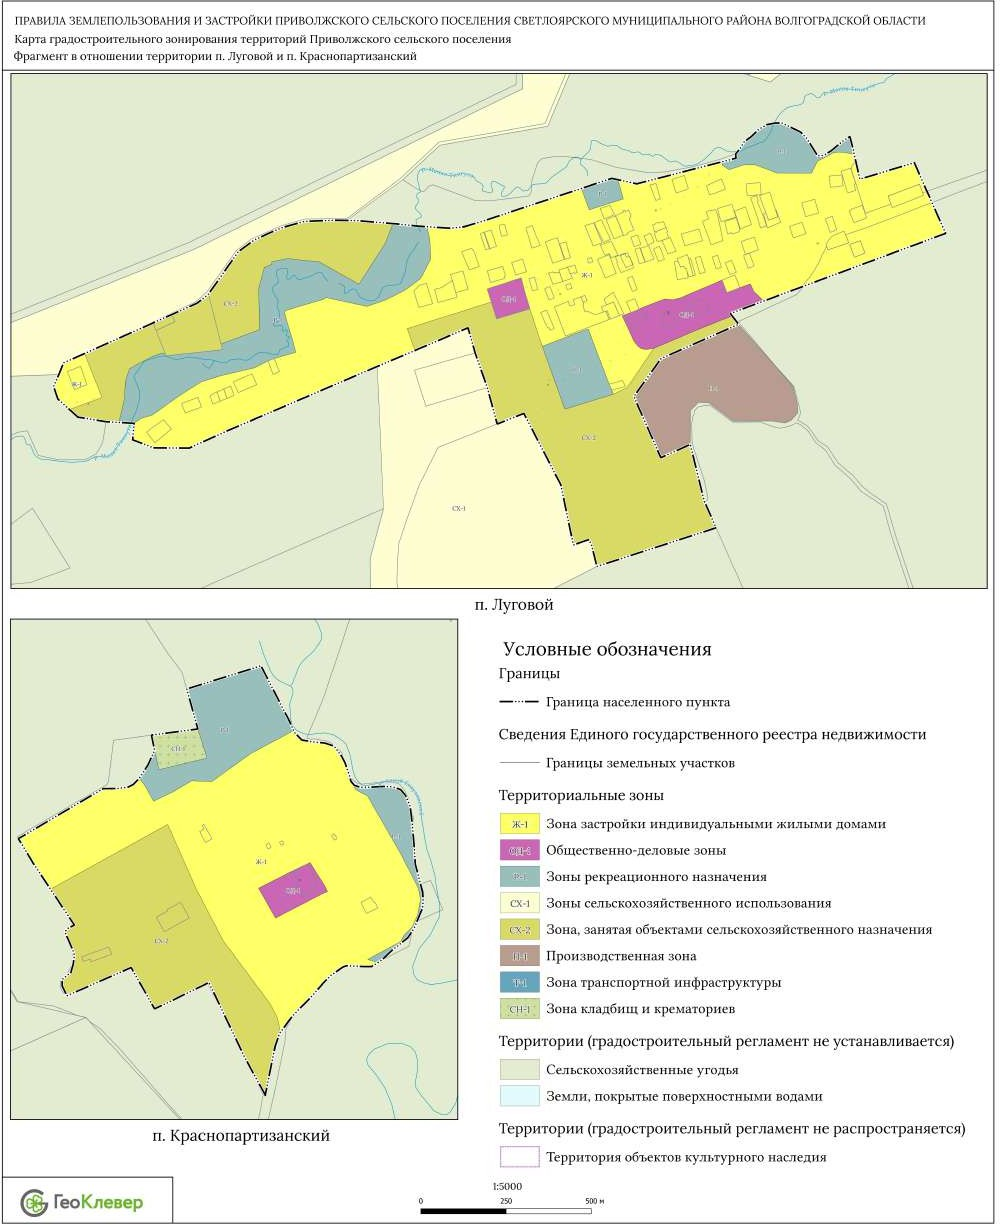 ПРАВИЛА ЗЕМЛЕПОЛЬЗОВАНИЯ И ЗАСТРОЙКИ ПРИВОЛЖСКОГО СЕЛЬСКОГО ПОСЕЛЕНИЯ СВЕТЛОЯРСКОГО МУНИЦИПАЛЬНОГО РАЙОНА ВОЛГОГРАДСКОЙ ОБЛАСТИ
Карта градостроительного зонирования территорий Приволжского сельского поселения
Фрагмент в отношении территории п. Луговой и п. Краснопартизанский
Р-1
Р-1
СХ-2
ОД-1
Ж-1
ОД-1
Р-1
Ж-1
Р-1
П-1
СХ-2
СХ-1
п. Луговой
Р-1
СН-1
Р-1
Ж-1
ОД-1
СХ-2
п. Краснопартизанский
Условные обозначения
Границы
Граница населенного пункта
Сведения Единого государственного реестра недвижимости
Границы земельных участков
Территориальные зоны
Ж-1 Зона застройки индивидуальными жилыми домами
ОД-1 Общественно-деловые зоны
Р-1 Зоны рекреационного назначения
СХ-1 Зоны сельскохозяйственного использования
СХ-2 Зона, занятая объектами сельскохозяйственного назначения
П-1 Производственная зона
Т-1 Зона транспортной инфраструктуры
СН-1 Зона кладбищ и крематориев
Территории (градостроительный регламент не устанавливается)
Сельскохозяйственные угодья
Земли, покрытые поверхностными водами
Территории (градостроительный регламент не распространяется)
Территория объектов культурного наследия
ГеоКлевер
1:5000
0 250 500 м